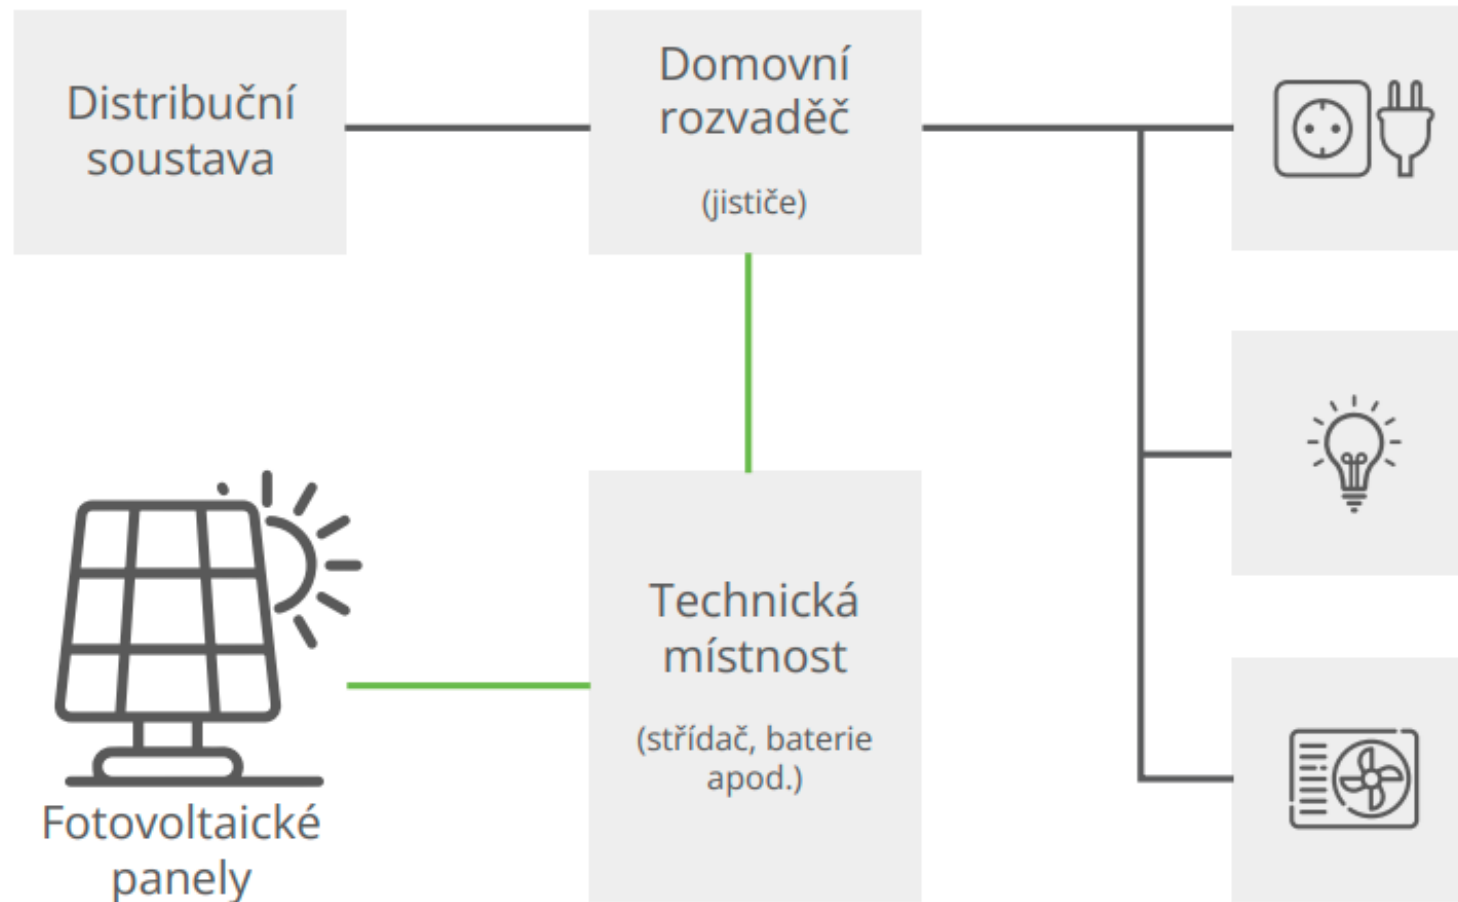 Distribuční
soustava
Domovní
rozvaděč
(jističe)
Technická
místnost
(střídač, baterie
apod.)
Fotovoltaické
panely